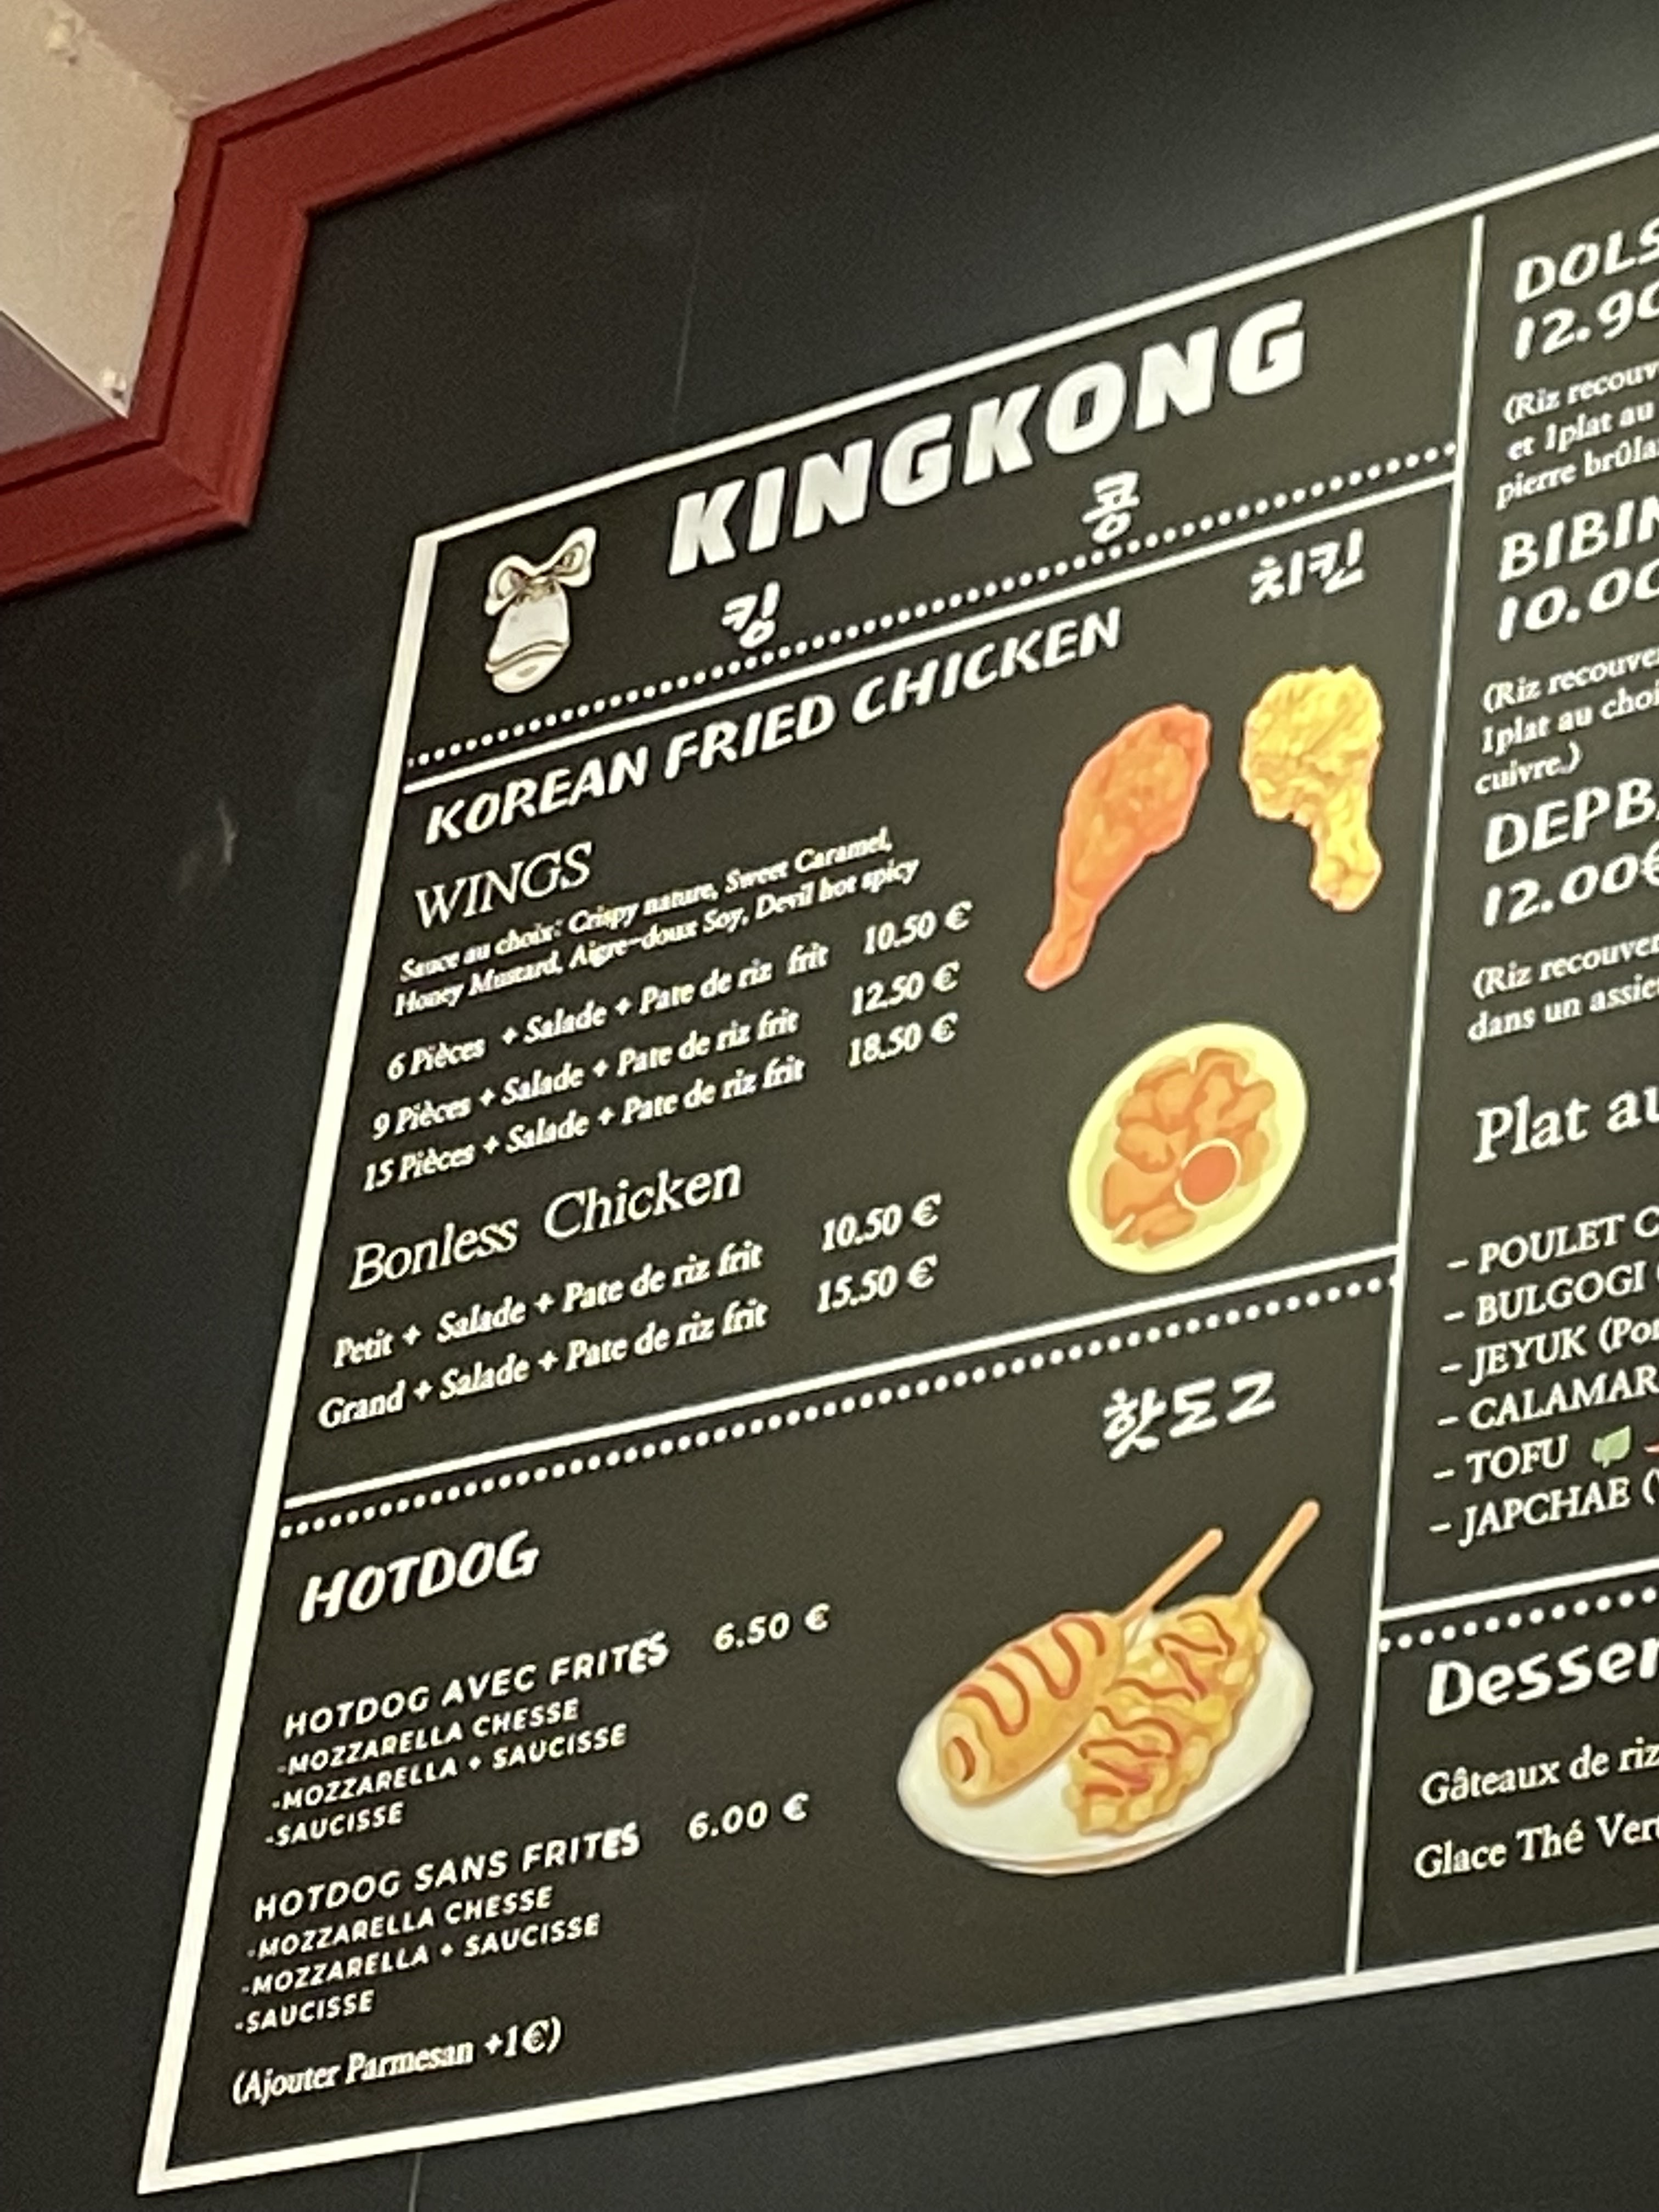 KINGKONG
킹 콩
KOREAN FRIED CHICKEN 치킨
WINGS
Sauce au choix: Crispy nature, Sweet Caramel,
Honey Mustard, Aigre-doux Soy, Devil hot spicy
6 Pièces + Salade + Pate de riz frit 10.50 €
9 Pièces + Salade + Pate de riz frit 12.50 €
15 Pièces + Salade + Pate de riz frit 18.50 €
Bonless Chicken
Petit + Salade + Pate de riz frit 10.50 €
Grand + Salade + Pate de riz frit 15.50 €
핫도그
HOTDOG
HOTDOG AVEC FRITES 6.50 €
-MOZZARELLA CHESSE
-MOZZARELLA + SAUCISSE
-SAUCISSE
HOTDOG SANS FRITES 6.00 €
-MOZZARELLA CHESSE
-MOZZARELLA + SAUCISSE
-SAUCISSE
(Ajouter Parmesan +1€)
DOLS
12.90
(Riz recouv
et 1plat au
pierre brûla
BIBIN
10.00
(Riz recouve
1plat au choi
cuivre.)
DEPB
12.00€
(Riz recouver
dans un assie
Plat au
- POULET C
- BULGOGI
- JEYUK (Por
- CALAMAR
- TOFU
- JAPCHAE (
Desser
Gâteaux de riz
Glace Thé Vert